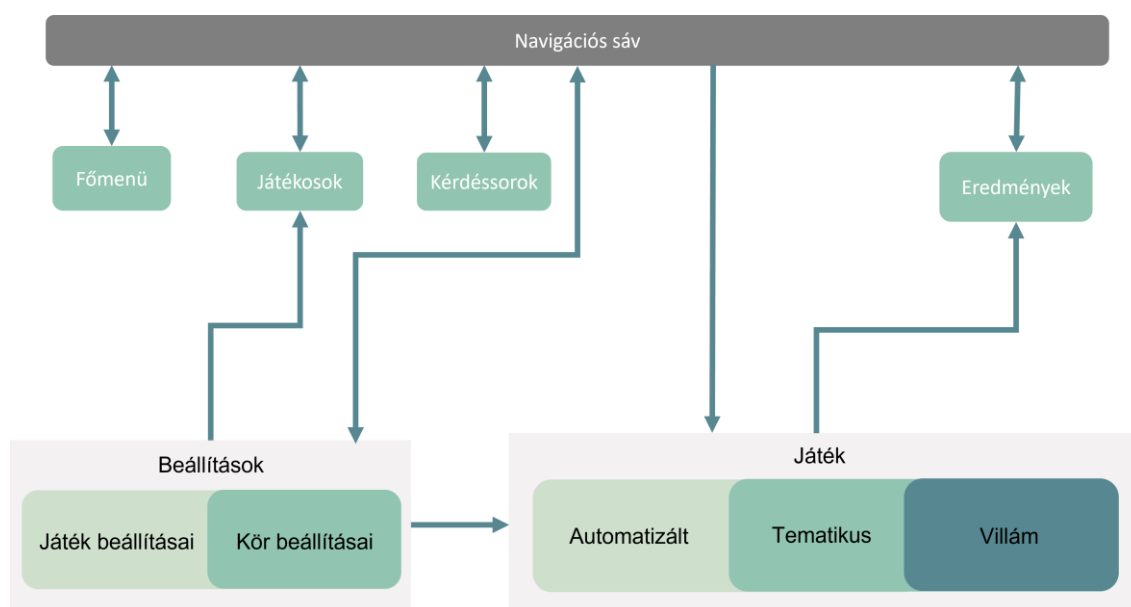 Navigációs sáv
Főmenü
Játékosok
Kérdéssorok
Eredmények
Beállítások
Játék beállításai
Kör beállításai
Játék
Automatizált
Tematikus
Villám